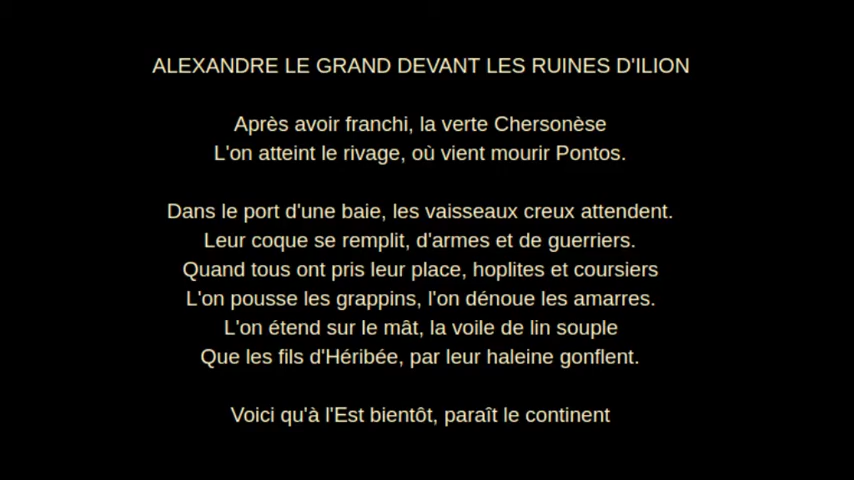 ALEXANDRE LE GRAND DEVANT LES RUINES D'ILION
Après avoir franchi, la verte Chersonèse
L'on atteint le rivage, où vient mourir Pontos.
Dans le port d'une baie, les vaisseaux creux attendent.
Leur coque se remplit, d'armes et de guerriers.
Quand tous ont pris leur place, hoplites et coursiers
L'on pousse les grappins, l'on dénoue les amarres.
L'on étend sur le mât, la voile de lin souple
Que les fils d'Héribée, par leur haleine gonflent.
Voici qu'à l'Est bientôt, paraît le continent